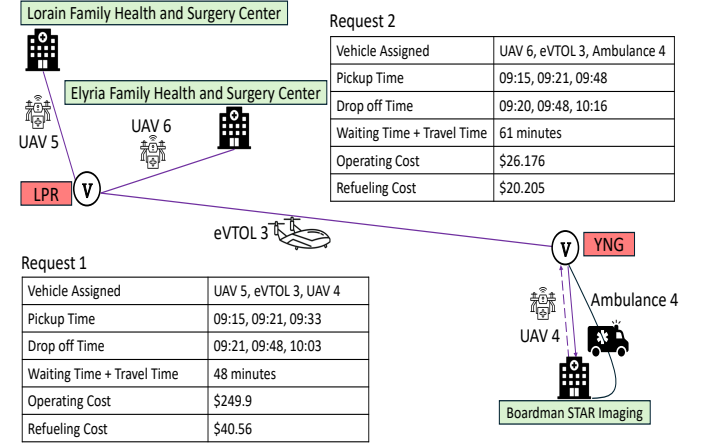 Lorain Family Health and Surgery Center
Request 2
Vehicle Assigned UAV 6, eVTOL 3, Ambulance 4
Pickup Time 09:15, 09:21, 09:48
Drop off Time 09:20, 09:48, 10:16
Waiting Time + Travel Time 61 minutes
Operating Cost $26.176
Refueling Cost $20.205
Elyria Family Health and Surgery Center
UAV 5
UAV 6
LPR
V
eVTOL 3
V
YNG
Request 1
Vehicle Assigned UAV 5, eVTOL 3, UAV 4
Pickup Time 09:15, 09:21, 09:33
Drop off Time 09:21, 09:48, 10:03
Waiting Time + Travel Time 48 minutes
Operating Cost $249.9
Refueling Cost $40.56
Ambulance 4
UAV 4
Boardman STAR Imaging